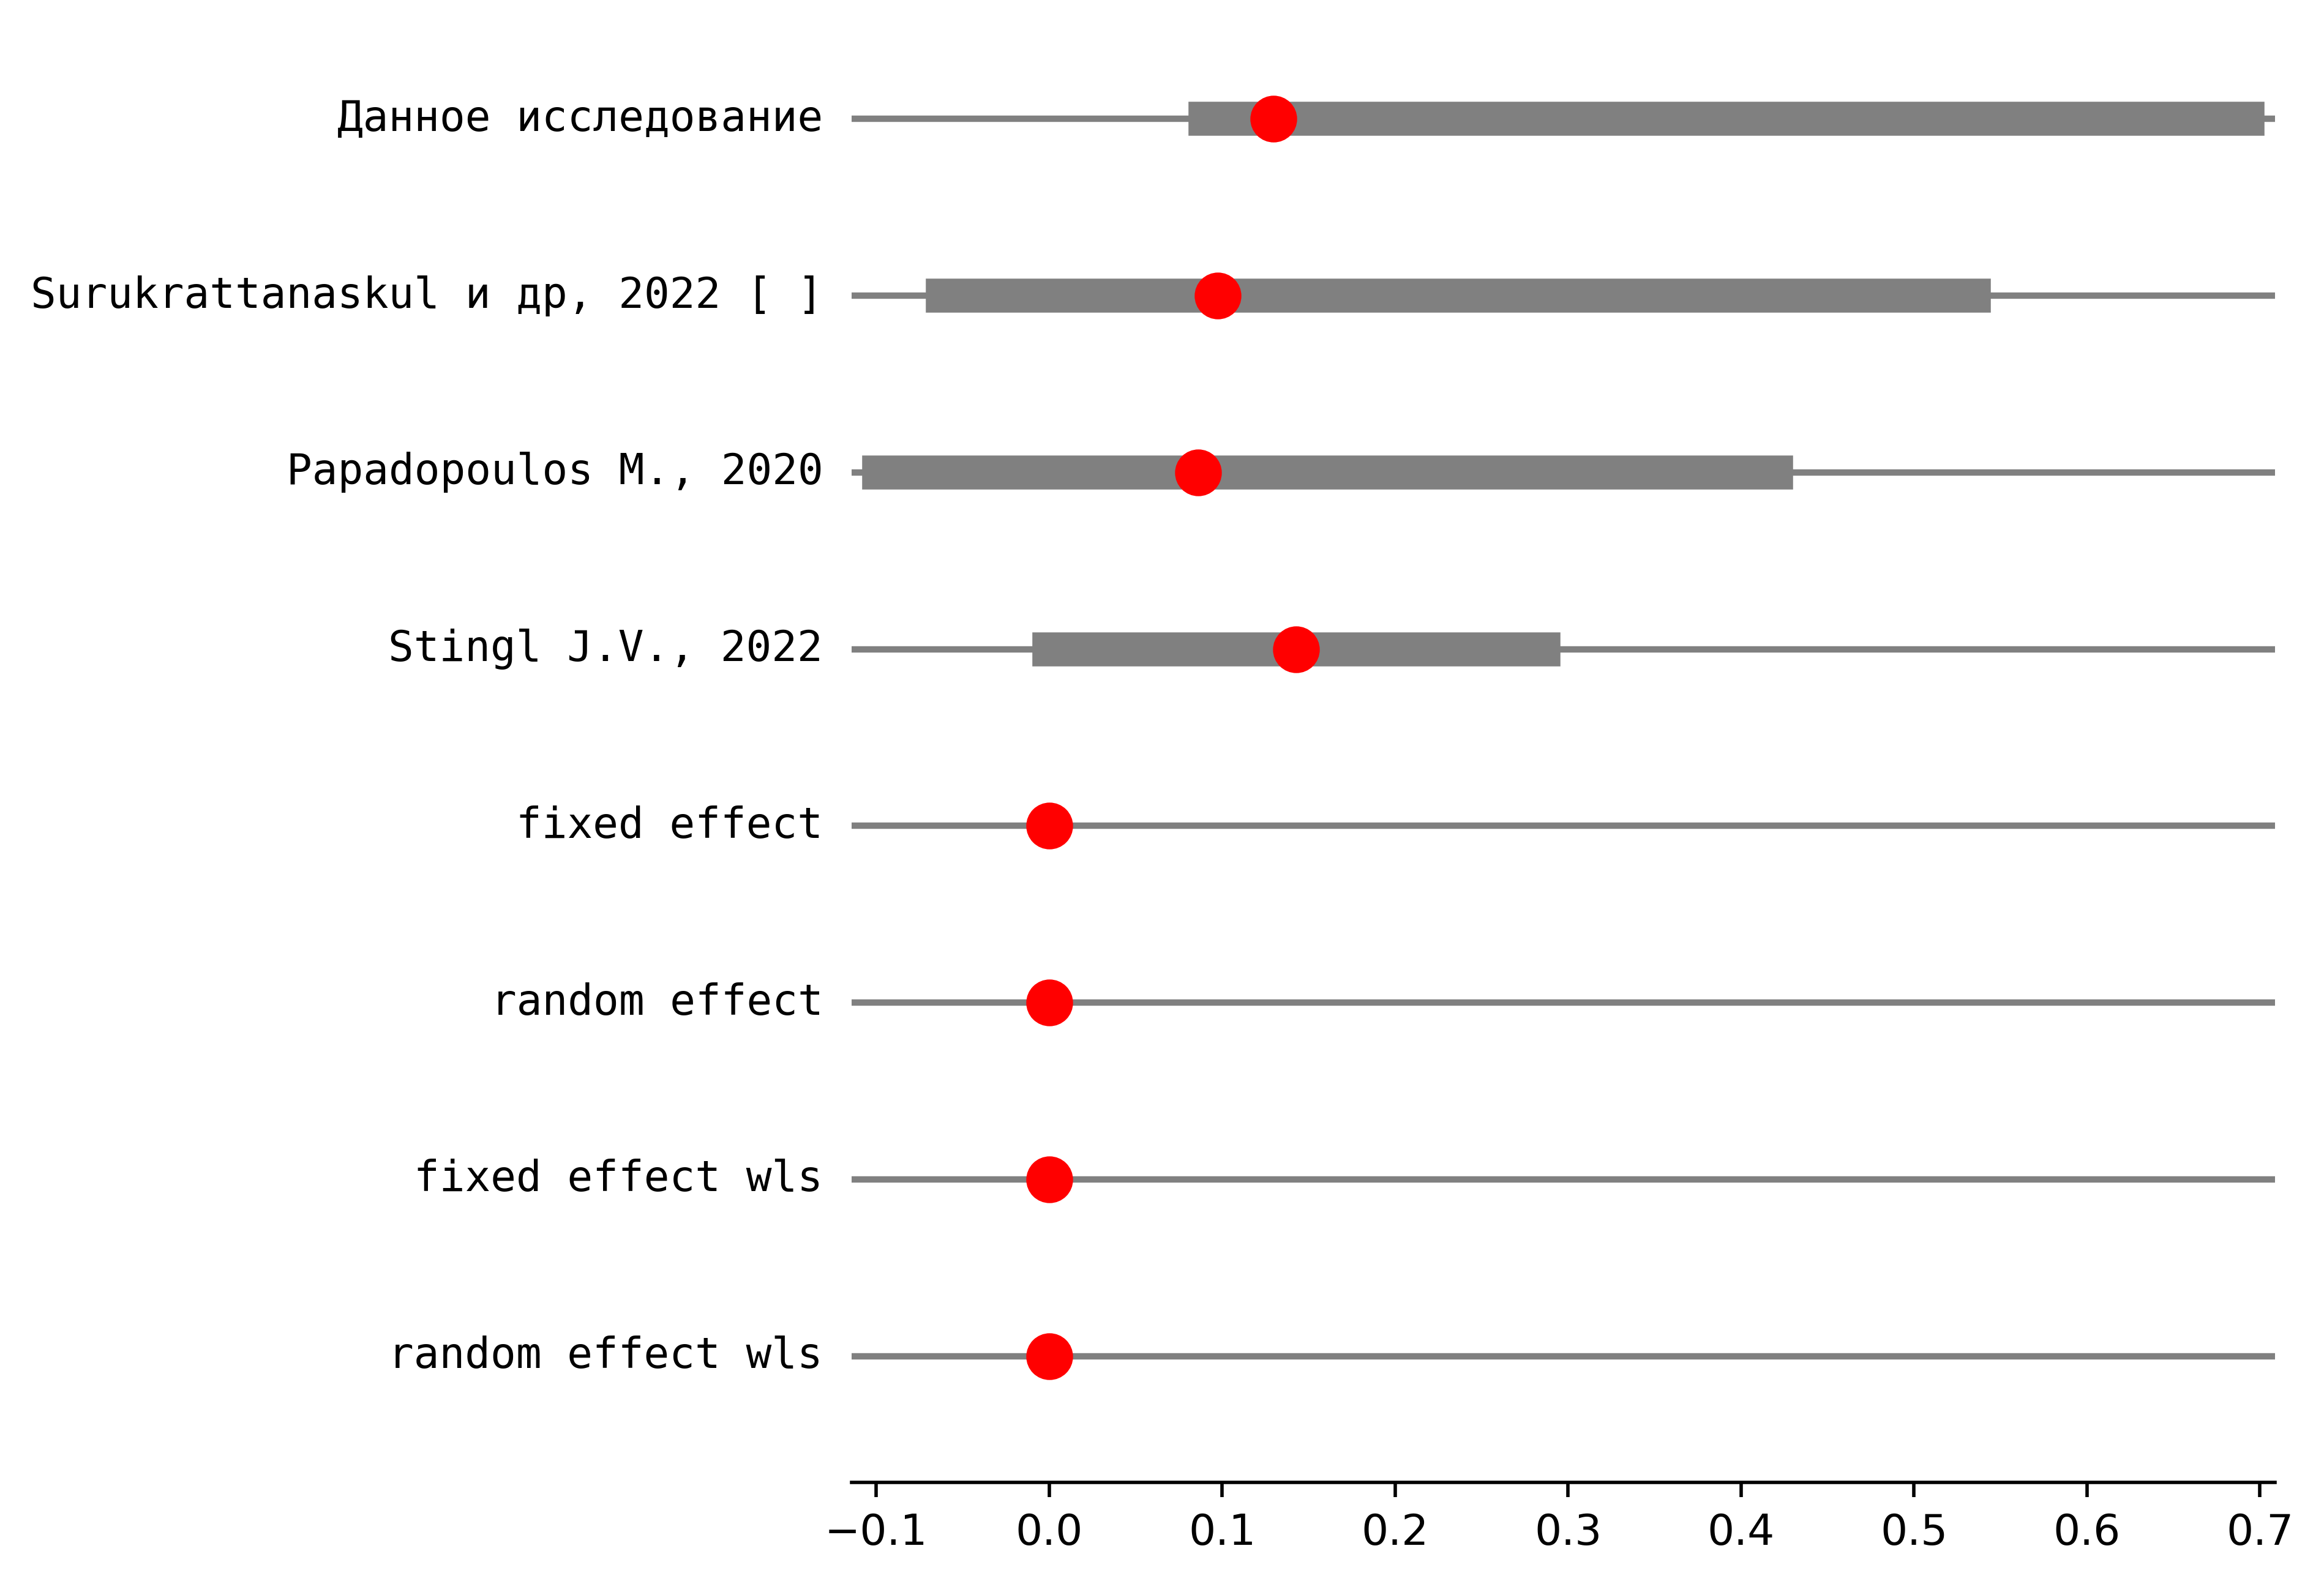 Данное исследование
Surukrattanaskul и др, 2022 [ ]
Papadopoulos M., 2020
Stingl J.V., 2022
fixed effect
random effect
fixed effect wls
random effect wls
−0.1 0.0 0.1 0.2 0.3 0.4 0.5 0.6 0.7